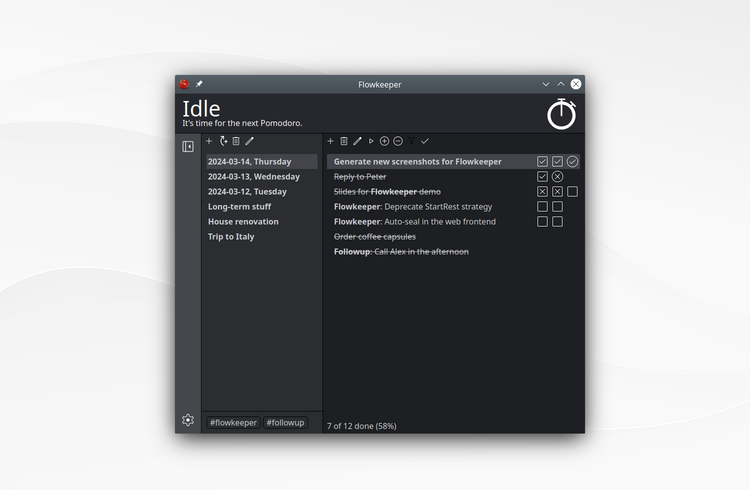 Flowkeeper
Idle
It's time for the next Pomodoro.
2024-03-14, Thursday
2024-03-13, Wednesday
2024-03-12, Tuesday
Long-term stuff
House renovation
Trip to Italy
#flowkeeper #followup
Generate new screenshots for Flowkeeper
Reply to Peter
Slides for Flowkeeper demo
Flowkeeper: Deprecate StartRest strategy
Flowkeeper: Auto-seal in the web frontend
Order coffee capsules
Followup: Call Alex in the afternoon
7 of 12 done (58%)